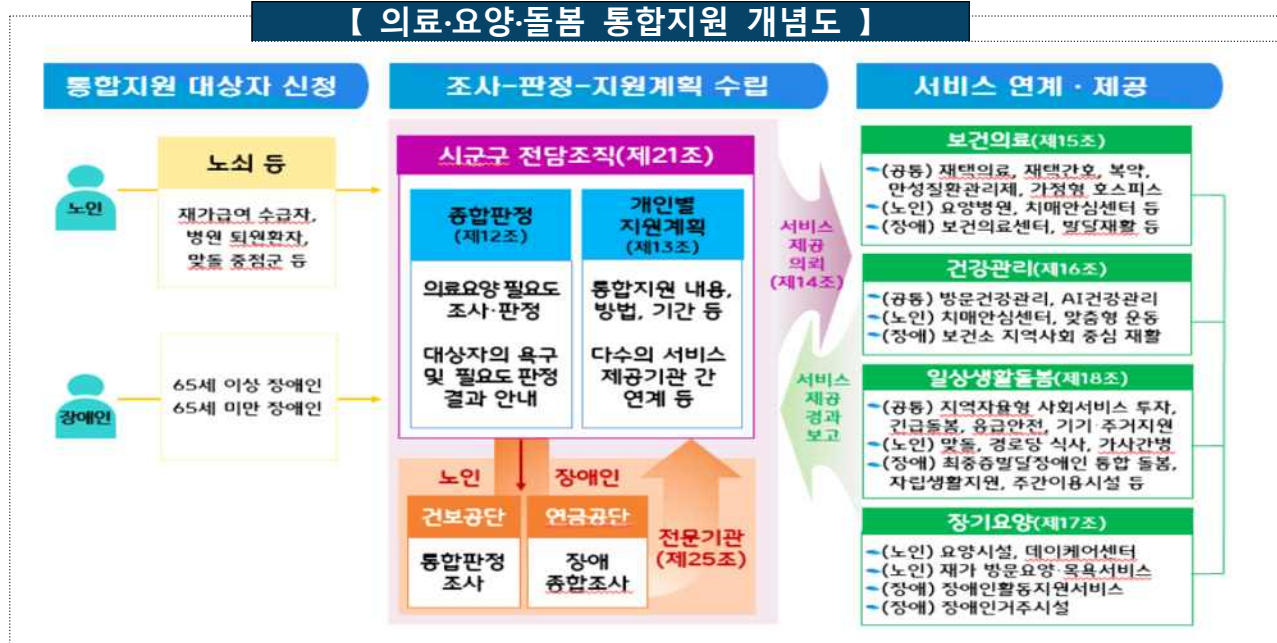 【 의료·요양·돌봄 통합지원 개념도 】
통합지원 대상자 신청
조사-판정-지원계획 수립
서비스 연계 · 제공
노인
노쇠 등
재가급여 수급자,
병원 퇴원환자,
맞돌 중점군 등
장애인
65세 이상 장애인
65세 미만 장애인
시군구 전담조직(제21조)
종합판정
(제12조)
의료요양 필요도
조사·판정
대상자의 욕구
및 필요도 판정
결과 안내
개인별
지원계획
(제13조)
통합지원 내용,
방법, 기간 등
다수의 서비스
제공기관 간
연계 등
노인
장애인
건보공단
통합판정
조사
연금공단
장애
종합조사
전문기관
(제25조)
서비스
제공
의뢰
(제14조)
서비스
제공
경과
보고
보건의료(제15조)
(공통) 재택의료, 재택간호, 복약,
만성질환관리제, 가정형 호스피스
(노인) 요양병원, 치매안심센터 등
(장애) 보건의료센터, 발달재활 등
건강관리(제16조)
(공통) 방문건강관리, AI건강관리
(노인) 치매안심센터, 맞춤형 운동
(장애) 보건소 지역사회 중심 재활
일상생활돌봄(제18조)
(공통) 지역자율형 사회서비스 투자,
긴급돌봄, 응급안전, 기기·주거지원
(노인) 맞돌, 경로당 식사, 가사간병
(장애) 최중증발달장애인 통합 돌봄,
자립생활지원, 주간이용시설 등
장기요양(제17조)
(노인) 요양시설, 데이케어센터
(노인) 재가 방문요양·목욕서비스
(장애) 장애인활동지원서비스
(장애) 장애인거주시설